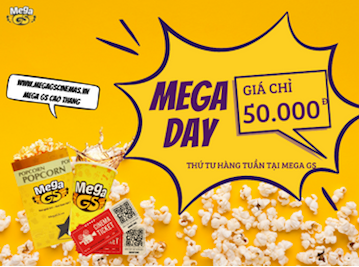 Mega
GS
WWW.MEGAGSCINEMAS.VN
MEGA GS CAO THANG
MEGA
DAY
GIÁ CHỈ
50.000Đ
THỨ TƯ HÀNG TUẦN TẠI MEGA GS
POPCORN
POPCORN
Mega
GS
Mega
GS
CINEMA
TICKET